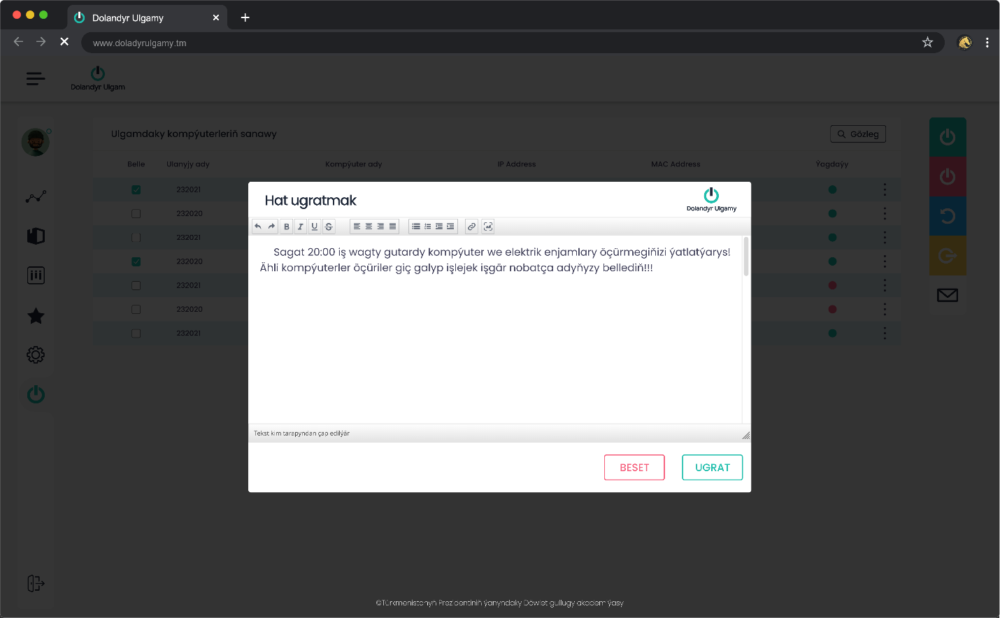 Dolandyr Ulgamy
www.doladyrulgamy.tm
Dolandyr Ulgam
Ulgamdaky kompýuterleriň sanawy
Gözleg
Belle Ulanyjy ady Kompýuter ady IP Address MAC Address Ýagdaýy
232021
232020
232021
232020
232021
232020
232021
Hat ugratmak
Dolandyr Ulgamy
Sagat 20:00 iş wagty gutardy kompýuter we elektrik enjamlary öçürmegiňizi ýatlatýarys!
Ähli kompýuterler öçüriler giç galyp işlejek işgär nobatça adyňyzy bellediň!!!
Tekst kim tarapyndan çap edilýär
BESET
UGRAT
©Türkmenistanyň Prezidentiniň ýanyndaky Döwlet gullugy akademiýasy